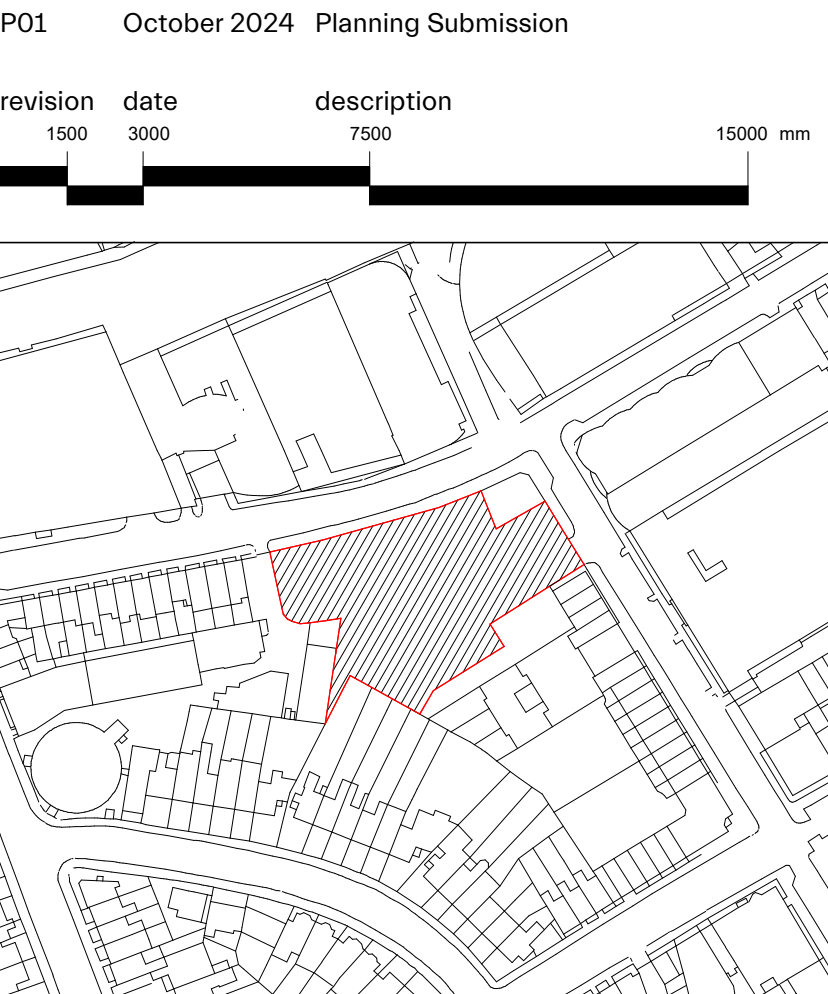 P01 October 2024 Planning Submission
revision date description
1500 3000 7500 15000 mm